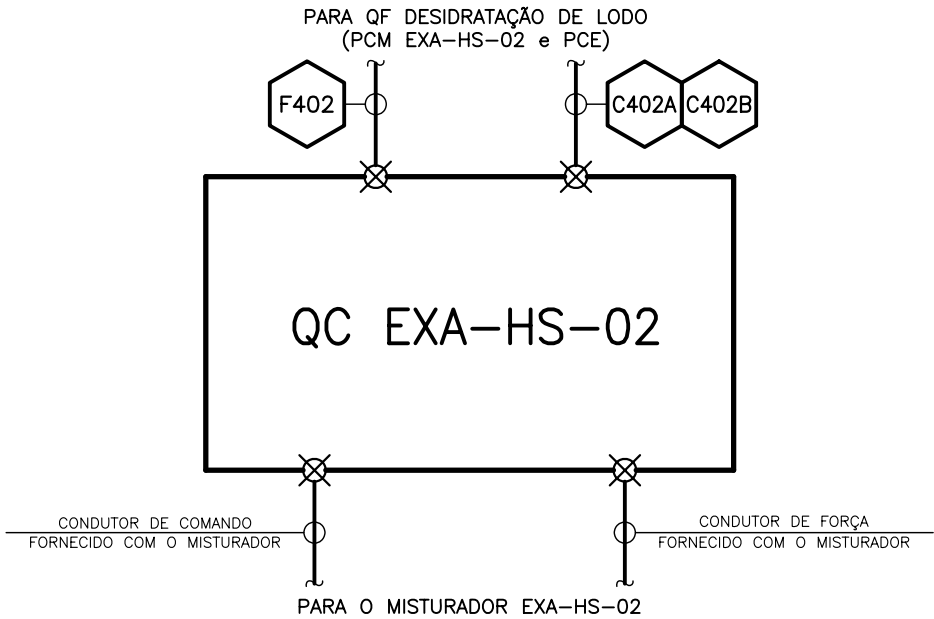 PARA QF DESIDRATAÇÃO DE LODO
(PCM EXA-HS-02 e PCE)
F402
C402A C402B
QC EXA-HS-02
CONDUTOR DE COMANDO
FORNECIDO COM O MISTURADOR
CONDUTOR DE FORÇA
FORNECIDO COM O MISTURADOR
PARA O MISTURADOR EXA-HS-02